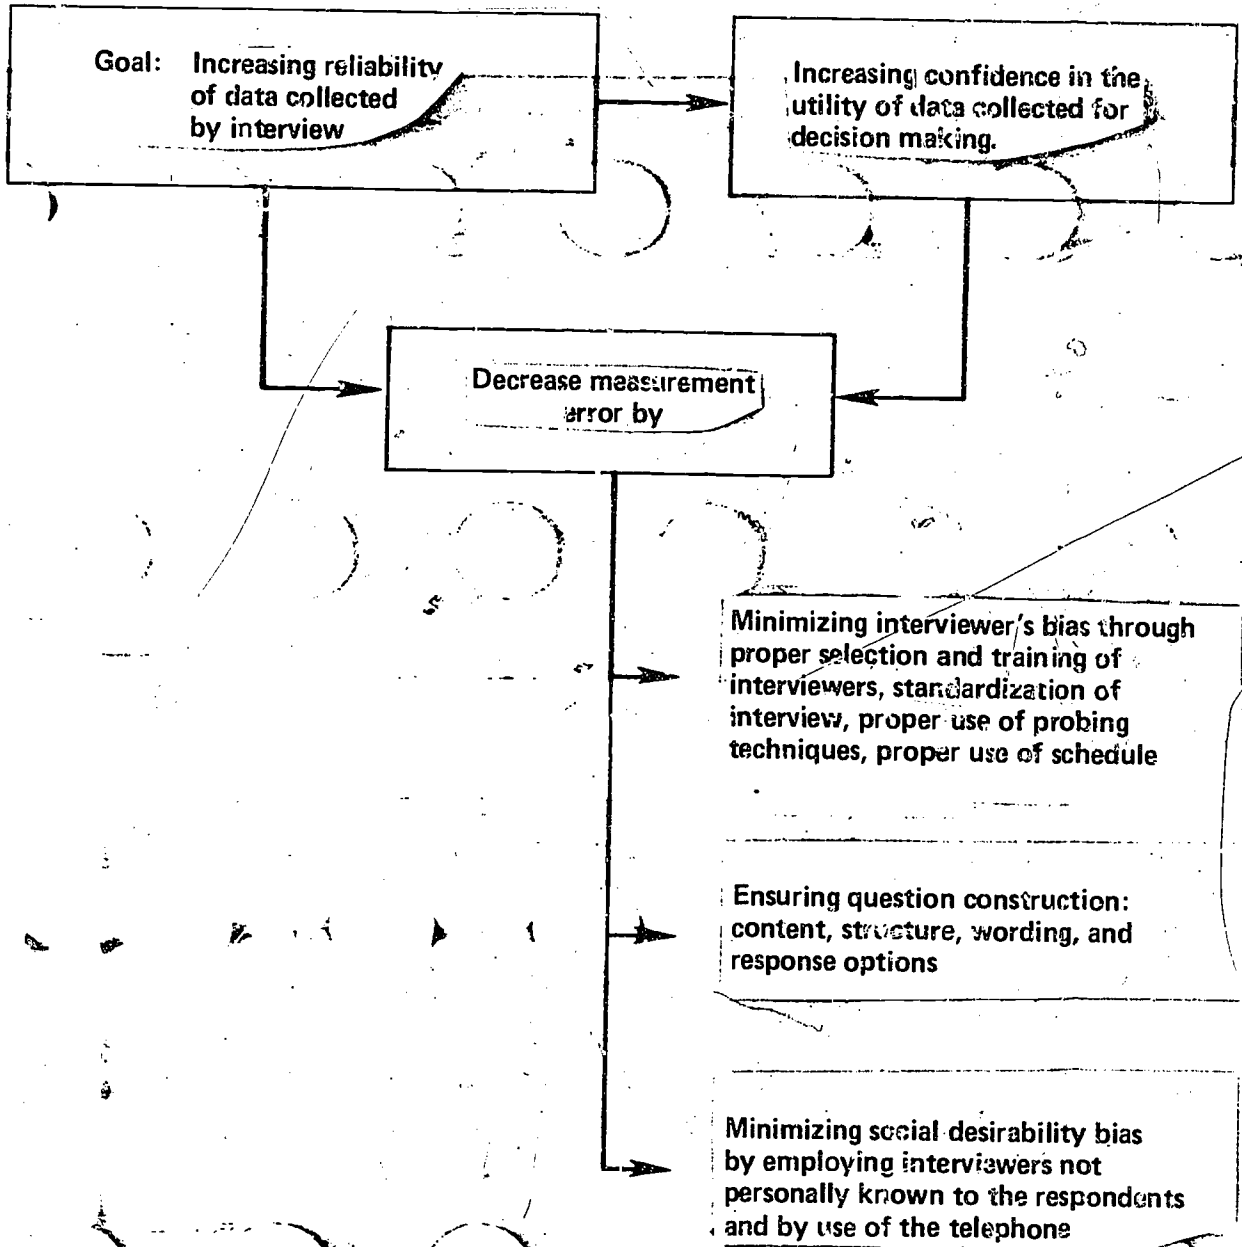 Goal: Increasing reliability
of data collected
by interview
Increasing confidence in the
utility of data collected for
decision making.
Decrease measurement
error by
Minimizing interviewer's bias through
proper selection and training of
interviewers, standardization of
interview, proper use of probing
techniques, proper use of schedule
Ensuring question construction:
content, structure, wording, and
response options
Minimizing social desirability bias
by employing interviewers not
personally known to the respondents
and by use of the telephone